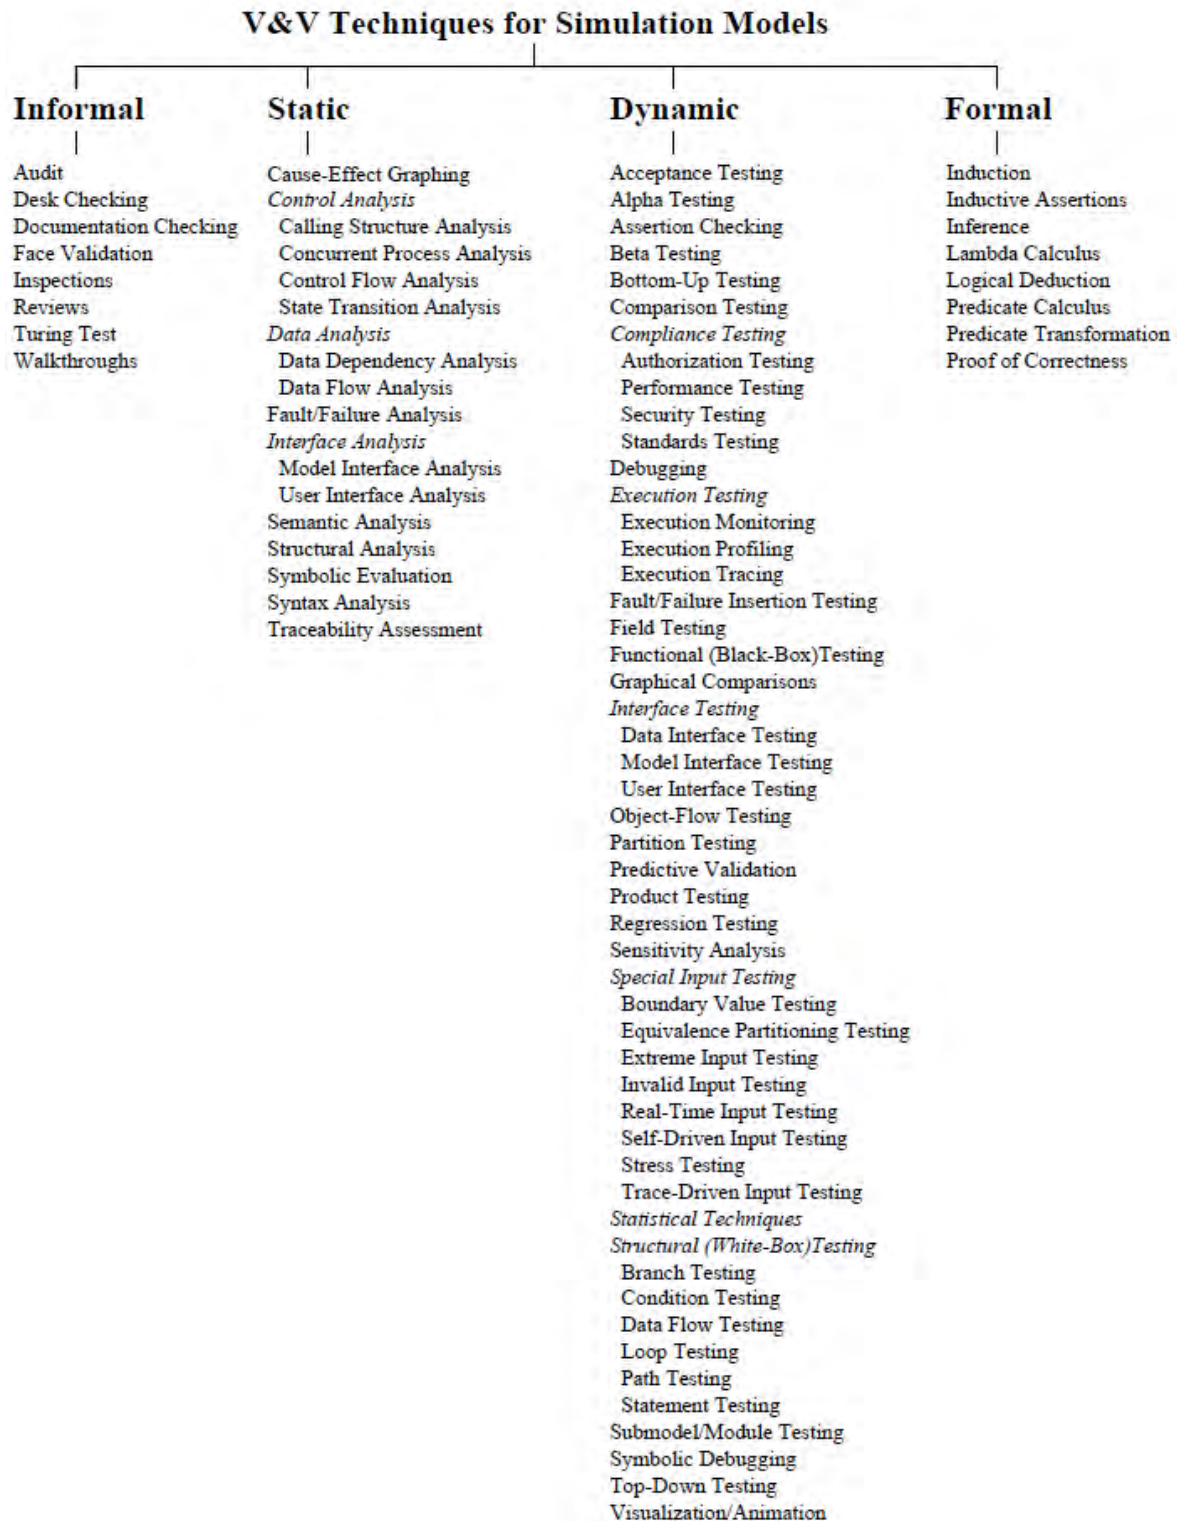 V&V Techniques for Simulation Models
Informal
Audit
Desk Checking
Documentation Checking
Face Validation
Inspections
Reviews
Turing Test
Walkthroughs
Static
Cause-Effect Graphing
Control Analysis
Calling Structure Analysis
Concurrent Process Analysis
Control Flow Analysis
State Transition Analysis
Data Analysis
Data Dependency Analysis
Data Flow Analysis
Fault/Failure Analysis
Interface Analysis
Model Interface Analysis
User Interface Analysis
Semantic Analysis
Structural Analysis
Symbolic Evaluation
Syntax Analysis
Traceability Assessment
Dynamic
Acceptance Testing
Alpha Testing
Assertion Checking
Beta Testing
Bottom-Up Testing
Comparison Testing
Compliance Testing
Authorization Testing
Performance Testing
Security Testing
Standards Testing
Debugging
Execution Testing
Execution Monitoring
Execution Profiling
Execution Tracing
Fault/Failure Insertion Testing
Field Testing
Functional (Black-Box)Testing
Graphical Comparisons
Interface Testing
Data Interface Testing
Model Interface Testing
User Interface Testing
Object-Flow Testing
Partition Testing
Predictive Validation
Product Testing
Regression Testing
Sensitivity Analysis
Special Input Testing
Boundary Value Testing
Equivalence Partitioning Testing
Extreme Input Testing
Invalid Input Testing
Real-Time Input Testing
Self-Driven Input Testing
Stress Testing
Trace-Driven Input Testing
Statistical Techniques
Structural (White-Box)Testing
Branch Testing
Condition Testing
Data Flow Testing
Loop Testing
Path Testing
Statement Testing
Submodel/Module Testing
Symbolic Debugging
Top-Down Testing
Visualization/Animation
Formal
Induction
Inductive Assertions
Inference
Lambda Calculus
Logical Deduction
Predicate Calculus
Predicate Transformation
Proof of Correctness